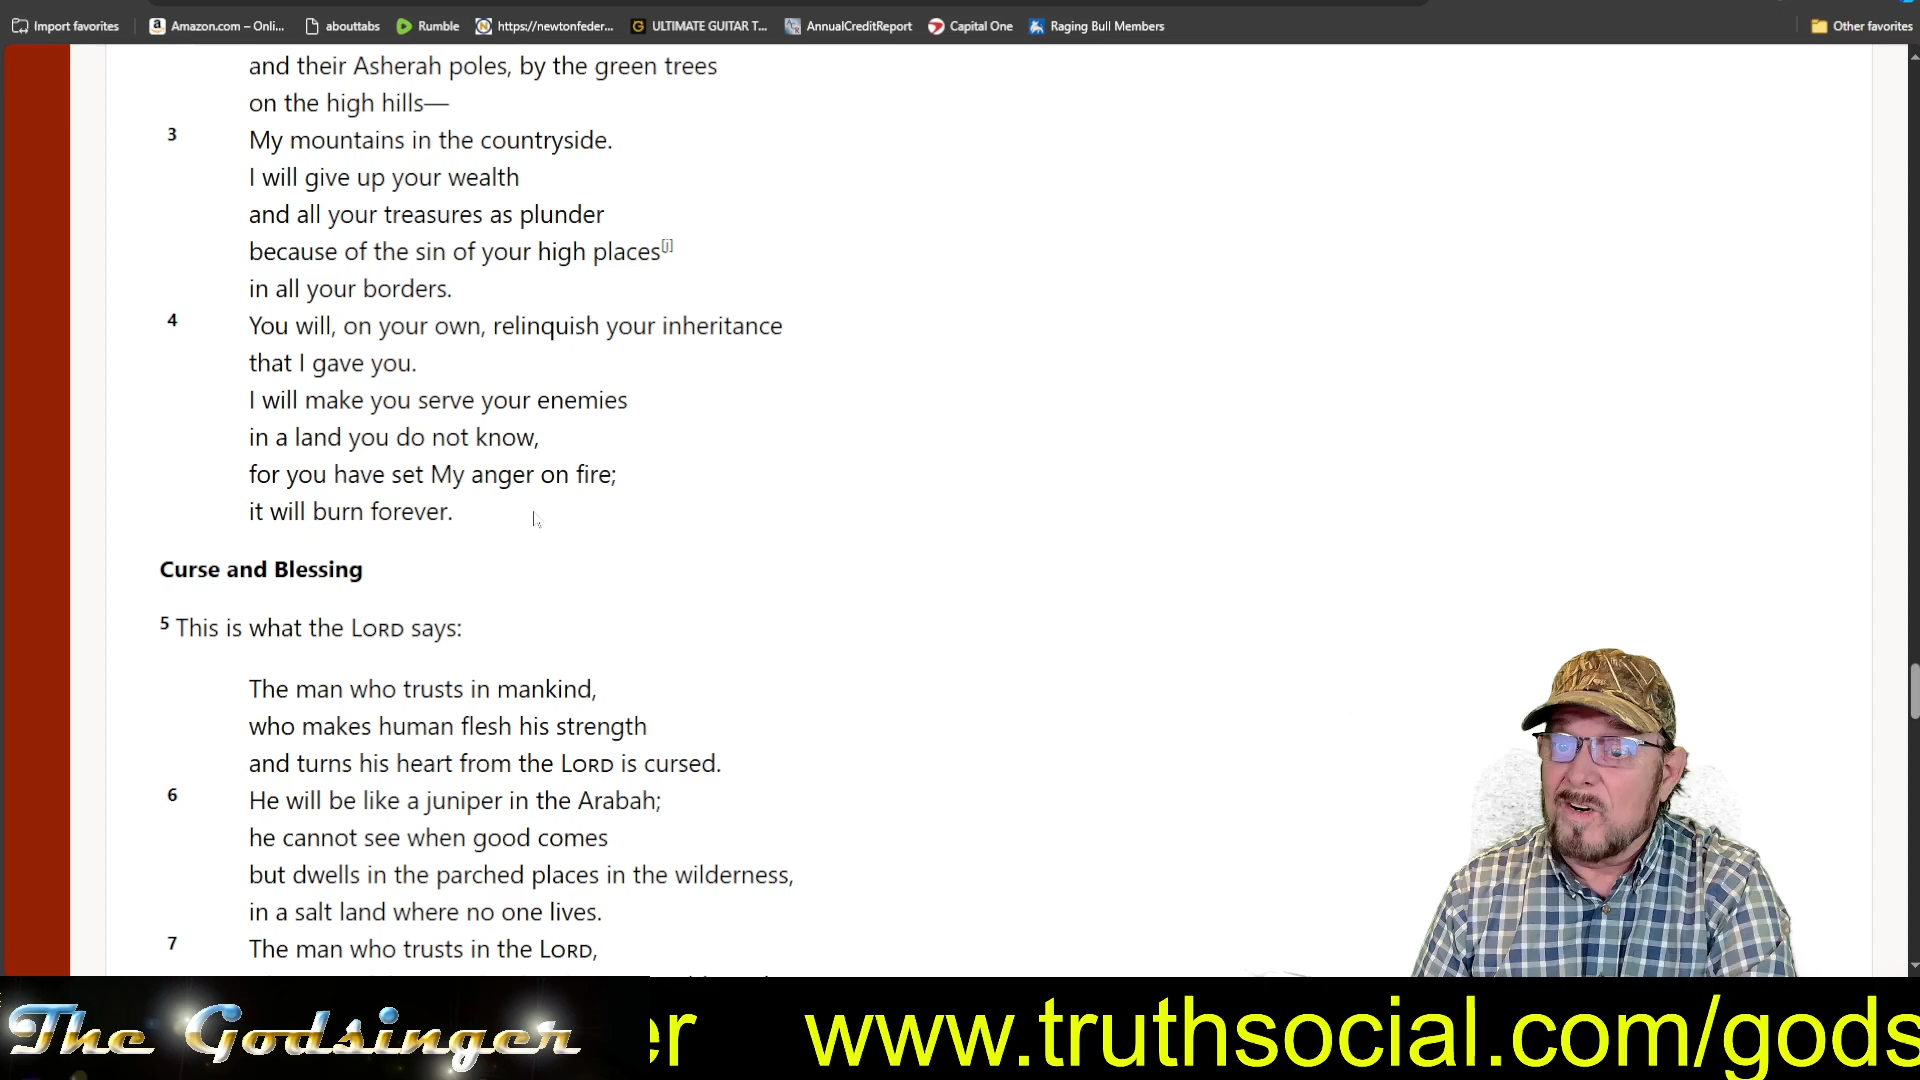 Import favorites
Amazon.com – Onli...
abouttabs
Rumble
https://newtonfeder...
ULTIMATE GUITAR T...
AnnualCreditReport
Capital One
Raging Bull Members
Other favorites
and their Asherah poles, by the green trees
on the high hills—
3 My mountains in the countryside.
I will give up your wealth
and all your treasures as plunder
because of the sin of your high places[j]
in all your borders.
4 You will, on your own, relinquish your inheritance
that I gave you.
I will make you serve your enemies
in a land you do not know,
for you have set My anger on fire;
it will burn forever.
Curse and Blessing
5 This is what the LORD says:
The man who trusts in mankind,
who makes human flesh his strength
and turns his heart from the LORD is cursed.
6 He will be like a juniper in the Arabah;
he cannot see when good comes
but dwells in the parched places in the wilderness,
in a salt land where no one lives.
7 The man who trusts in the LORD,
The Godsinger
er www.truthsocial.com/gods